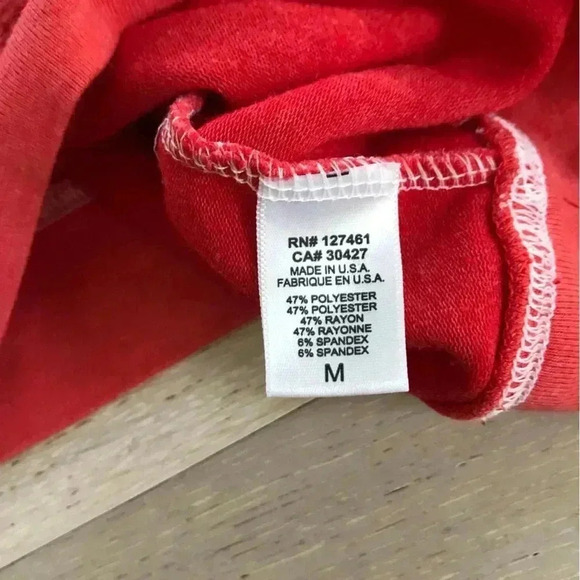 RN# 127461
CA# 30427
MADE IN U.S.A.
FABRIQUE EN U.S.A.
47% POLYESTER
47% POLYESTER
47% RAYON
47% RAYONNE
6% SPANDEX
6% SPANDEX
M